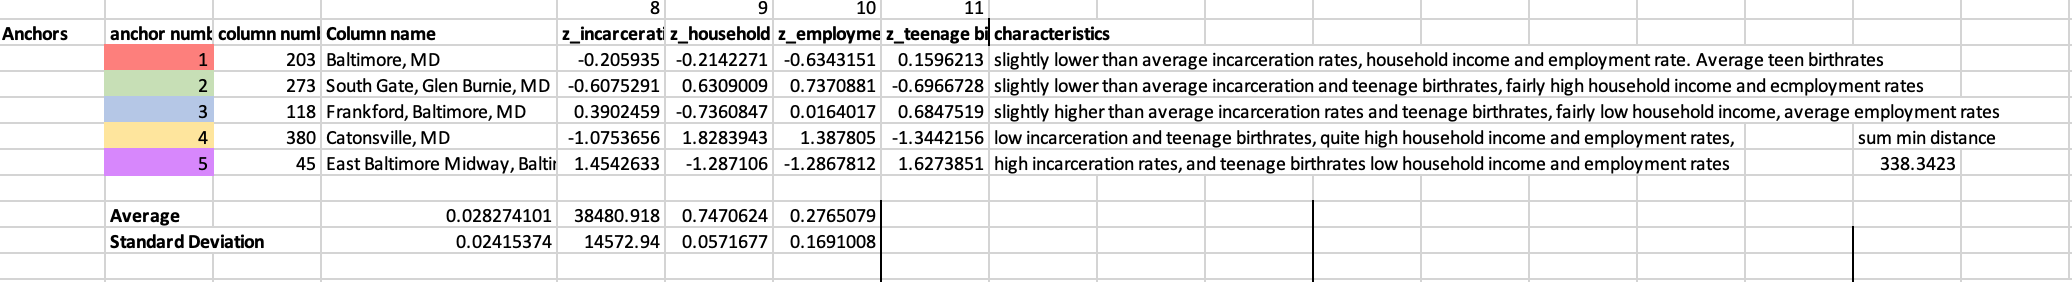 8 9 10 11
Anchors anchor numb column numl Column name z_incarcerati z_household z_employme z_teenage bi characteristics
1 203 Baltimore, MD -0.205935 -0.2142271 -0.6343151 0.1596213 slightly lower than average incarceration rates, household income and employment rate. Average teen birthrates
2 273 South Gate, Glen Burnie, MD -0.6075291 0.6309009 0.7370881 -0.6966728 slightly lower than average incarceration and teenage birthrates, fairly high household income and ecmployment rates
3 118 Frankford, Baltimore, MD 0.3902459 -0.7360847 0.0164017 0.6847519 slightly higher than average incarceration rates and teenage birthrates, fairly low household income, average employment rates
4 380 Catonsville, MD -1.0753656 1.8283943 1.387805 -1.3442156 low incarceration and teenage birthrates, quite high household income and employment rates, sum min distance
5 45 East Baltimore Midway, Baltin 1.4542633 -1.287106 -1.2867812 1.6273851 high incarceration rates, and teenage birthrates low household income and employment rates 338.3423
Average 0.028274101 38480.918 0.7470624 0.2765079
Standard Deviation 0.02415374 14572.94 0.0571677 0.1691008